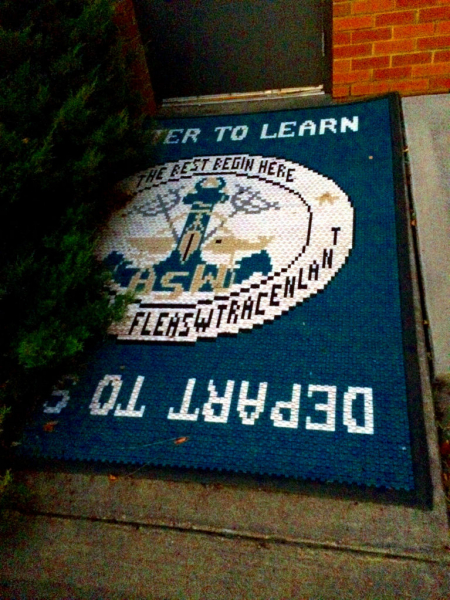 TER TO LEARN
THE BEST BEGIN HERE
ASW
FLEASWTRACENLANT
DEPART TO S